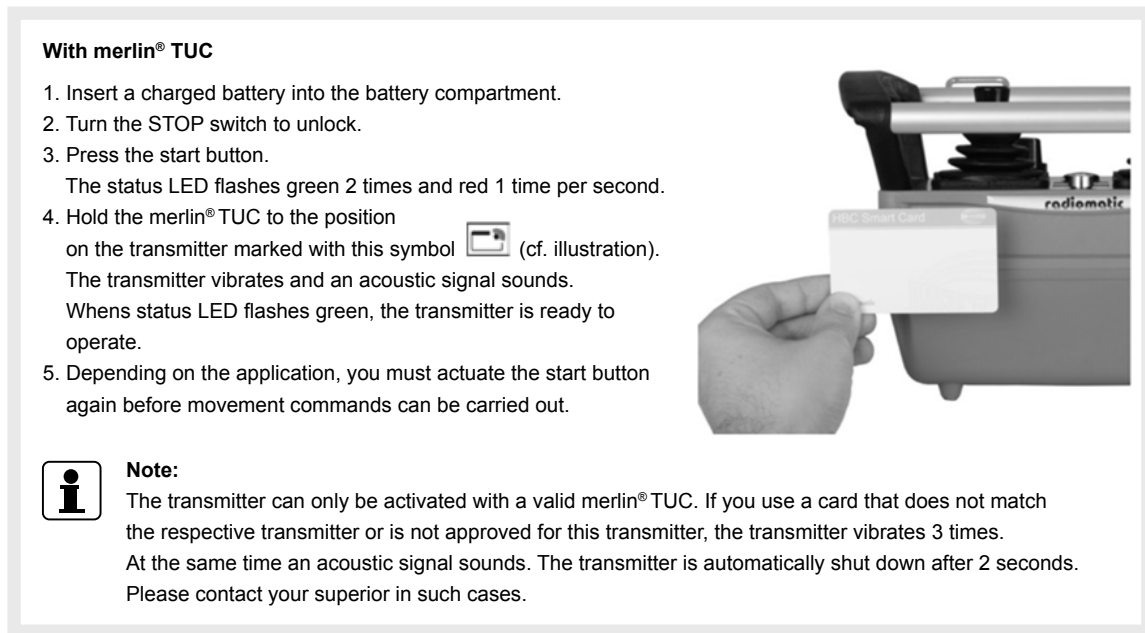 With merlin® TUC
1. Insert a charged battery into the battery compartment.
2. Turn the STOP switch to unlock.
3. Press the start button.
The status LED flashes green 2 times and red 1 time per second.
4. Hold the merlin® TUC to the position
on the transmitter marked with this symbol (cf. illustration).
The transmitter vibrates and an acoustic signal sounds.
Whens status LED flashes green, the transmitter is ready to
operate.
5. Depending on the application, you must actuate the start button
again before movement commands can be carried out.
radiomatic
HBC Smart Card
Note:
The transmitter can only be activated with a valid merlin® TUC. If you use a card that does not match
the respective transmitter or is not approved for this transmitter, the transmitter vibrates 3 times.
At the same time an acoustic signal sounds. The transmitter is automatically shut down after 2 seconds.
Please contact your superior in such cases.